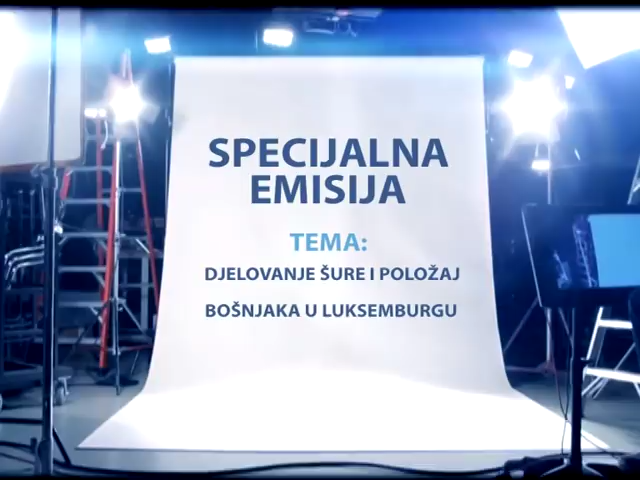 SPECIJALNA
EMISIJA
TEMA:
DJELOVANJE ŠURE I POLOŽAJ
BOŠNJAKA U LUKSEMBURGU